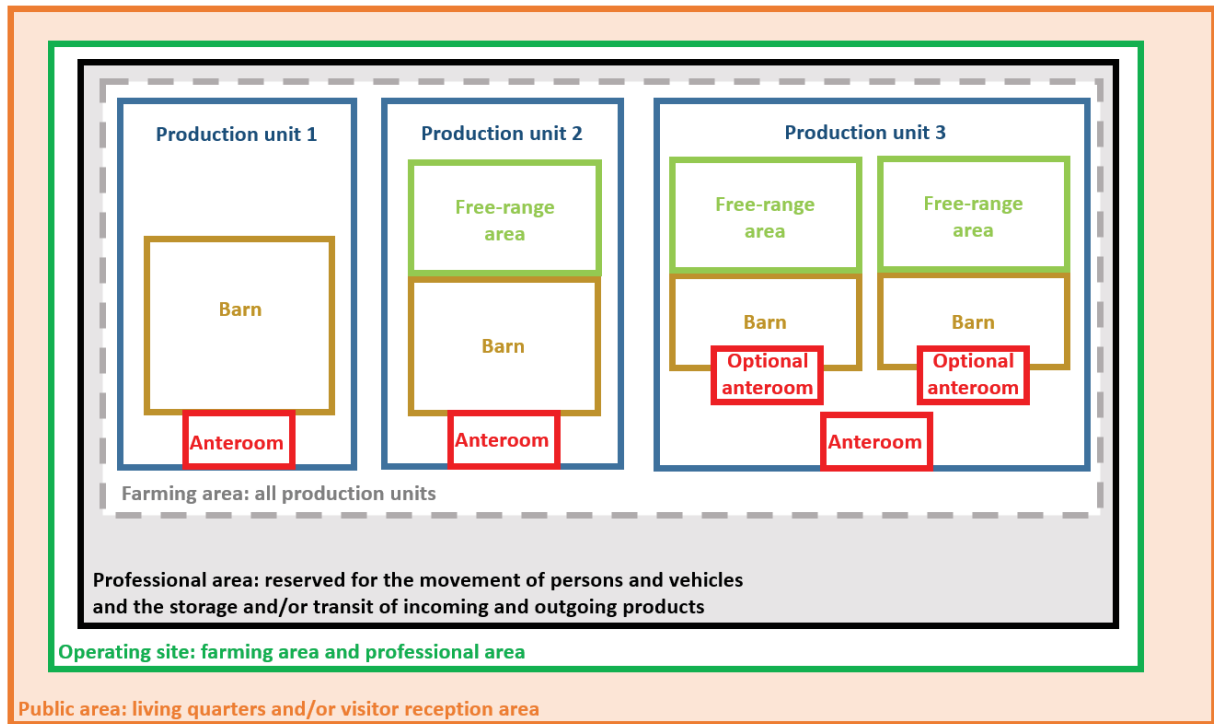 Production unit 1
Production unit 2
Production unit 3
Free-range
area
Free-range
area
Free-range
area
Barn
Barn
Barn
Barn
Optional
anteroom
Optional
anteroom
Anteroom
Anteroom
Anteroom
Farming area: all production units
Professional area: reserved for the movement of persons and vehicles
and the storage and/or transit of incoming and outgoing products
Operating site: farming area and professional area
Public area: living quarters and/or visitor reception area